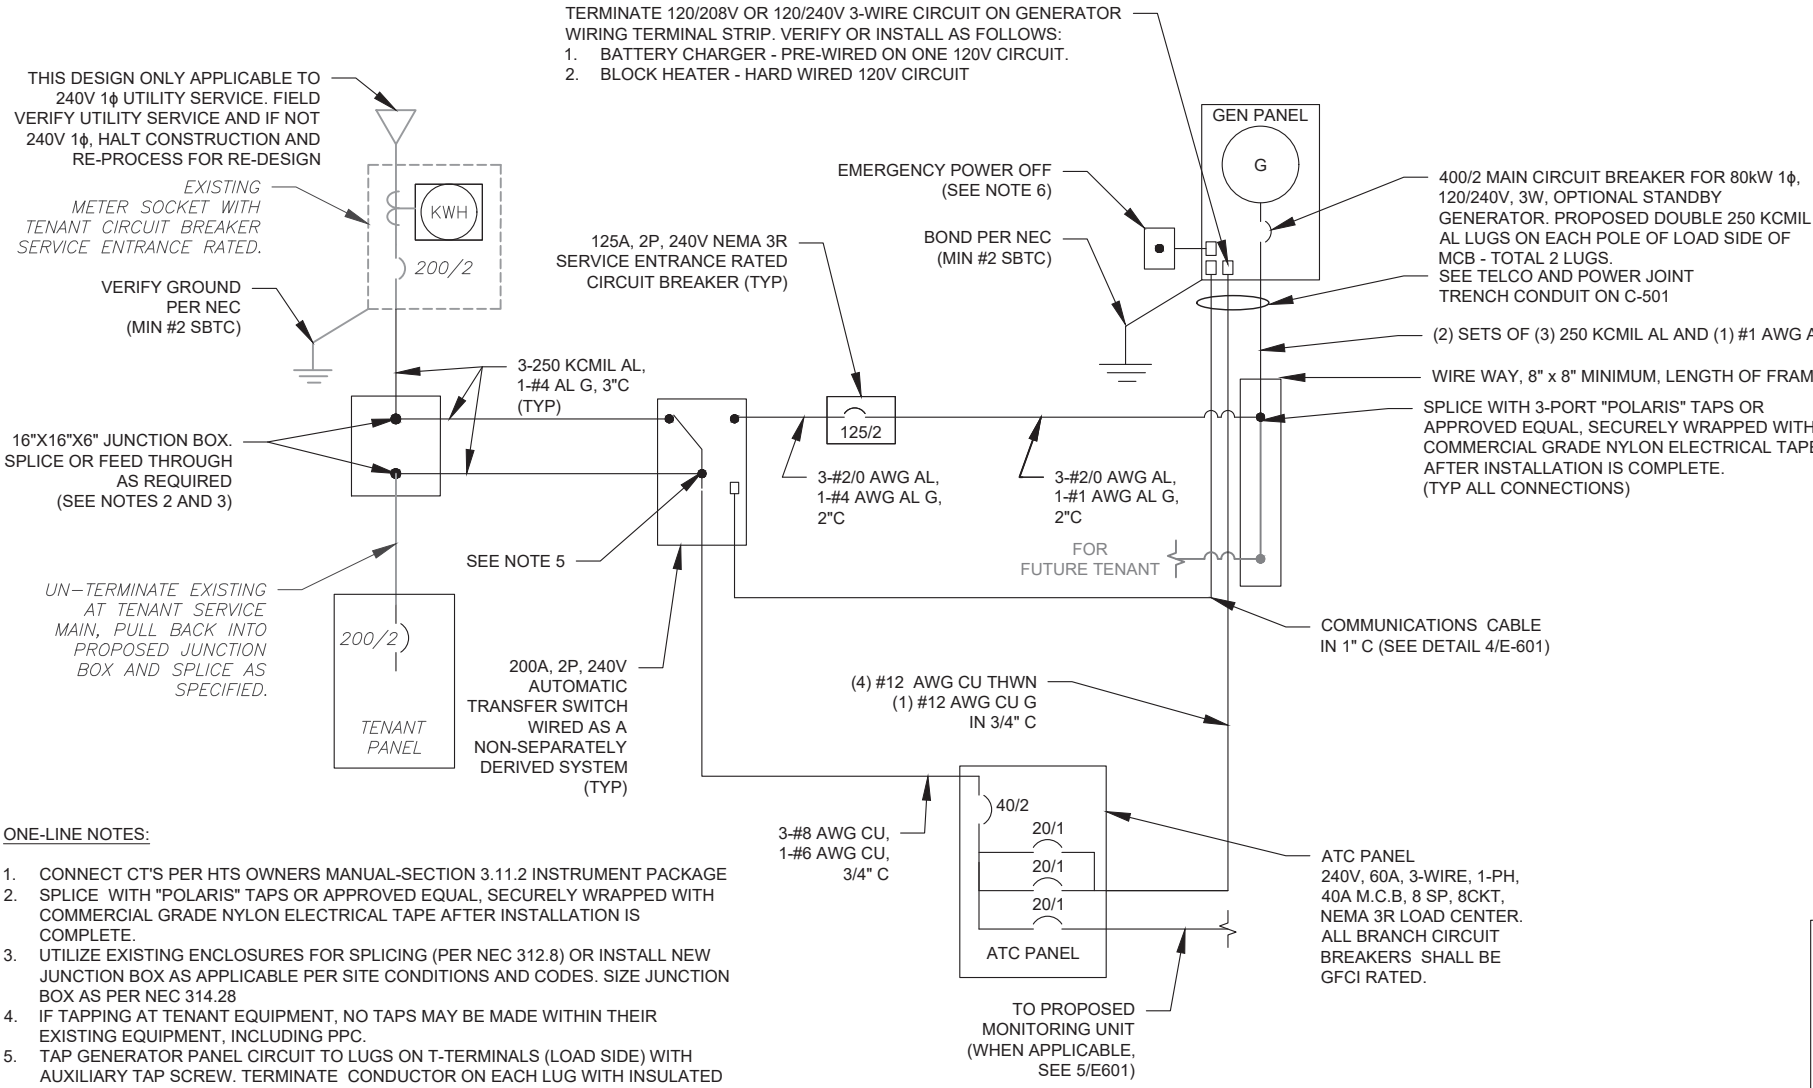 TERMINATE 120/208V OR 120/240V 3-WIRE CIRCUIT ON GENERATOR
WIRING TERMINAL STRIP. VERIFY OR INSTALL AS FOLLOWS:
1. BATTERY CHARGER - PRE-WIRED ON ONE 120V CIRCUIT.
2. BLOCK HEATER - HARD WIRED 120V CIRCUIT
THIS DESIGN ONLY APPLICABLE TO
240V 1ϕ UTILITY SERVICE. FIELD
VERIFY UTILITY SERVICE AND IF NOT
240V 1ϕ, HALT CONSTRUCTION AND
RE-PROCESS FOR RE-DESIGN
EXISTING
METER SOCKET WITH
TENANT CIRCUIT BREAKER
SERVICE ENTRANCE RATED.
KWH
200/2
VERIFY GROUND
PER NEC
(MIN #2 SBTC)
3-250 KCMIL AL,
1-#4 AL G, 3"C
(TYP)
16"X16"X6" JUNCTION BOX.
SPLICE OR FEED THROUGH
AS REQUIRED
(SEE NOTES 2 AND 3)
UN-TERMINATE EXISTING
AT TENANT SERVICE
MAIN, PULL BACK INTO
PROPOSED JUNCTION
BOX AND SPLICE AS
SPECIFIED.
200/2
TENANT
PANEL
SEE NOTE 5
200A, 2P, 240V
AUTOMATIC
TRANSFER SWITCH
WIRED AS A
NON-SEPARATELY
DERIVED SYSTEM
(TYP)
125A, 2P, 240V NEMA 3R
SERVICE ENTRANCE RATED
CIRCUIT BREAKER (TYP)
125/2
3-#2/0 AWG AL,
1-#4 AWG AL G,
2"C
3-#2/0 AWG AL,
1-#1 AWG AL G,
2"C
EMERGENCY POWER OFF
(SEE NOTE 6)
BOND PER NEC
(MIN #2 SBTC)
GEN PANEL
G
400/2 MAIN CIRCUIT BREAKER FOR 80kW 1ϕ,
120/240V, 3W, OPTIONAL STANDBY
GENERATOR. PROPOSED DOUBLE 250 KCMIL
AL LUGS ON EACH POLE OF LOAD SIDE OF
MCB - TOTAL 2 LUGS.
SEE TELCO AND POWER JOINT
TRENCH CONDUIT ON C-501
(2) SETS OF (3) 250 KCMIL AL AND (1) #1 AWG A
WIRE WAY, 8" x 8" MINIMUM, LENGTH OF FRAM
SPLICE WITH 3-PORT "POLARIS" TAPS OR
APPROVED EQUAL, SECURELY WRAPPED WITH
COMMERCIAL GRADE NYLON ELECTRICAL TAPE
AFTER INSTALLATION IS COMPLETE.
(TYP ALL CONNECTIONS)
FOR
FUTURE TENANT
COMMUNICATIONS CABLE
IN 1" C (SEE DETAIL 4/E-601)
(4) #12 AWG CU THWN
(1) #12 AWG CU G
IN 3/4" C
3-#8 AWG CU,
1-#6 AWG CU,
3/4" C
40/2
20/1
20/1
20/1
ATC PANEL
ATC PANEL
240V, 60A, 3-WIRE, 1-PH,
40A M.C.B, 8 SP, 8CKT,
NEMA 3R LOAD CENTER.
ALL BRANCH CIRCUIT
BREAKERS SHALL BE
GFCI RATED.
TO PROPOSED
MONITORING UNIT
(WHEN APPLICABLE,
SEE 5/E601)
ONE-LINE NOTES:
1. CONNECT CT'S PER HTS OWNERS MANUAL-SECTION 3.11.2 INSTRUMENT PACKAGE
2. SPLICE WITH "POLARIS" TAPS OR APPROVED EQUAL, SECURELY WRAPPED WITH
COMMERCIAL GRADE NYLON ELECTRICAL TAPE AFTER INSTALLATION IS
COMPLETE.
3. UTILIZE EXISTING ENCLOSURES FOR SPLICING (PER NEC 312.8) OR INSTALL NEW
JUNCTION BOX AS APPLICABLE PER SITE CONDITIONS AND CODES. SIZE JUNCTION
BOX AS PER NEC 314.28
4. IF TAPPING AT TENANT EQUIPMENT, NO TAPS MAY BE MADE WITHIN THEIR
EXISTING EQUIPMENT, INCLUDING PPC.
5. TAP GENERATOR PANEL CIRCUIT TO LUGS ON T-TERMINALS (LOAD SIDE) WITH
AUXILIARY TAP SCREW. TERMINATE CONDUCTOR ON EACH LUG WITH INSULATED